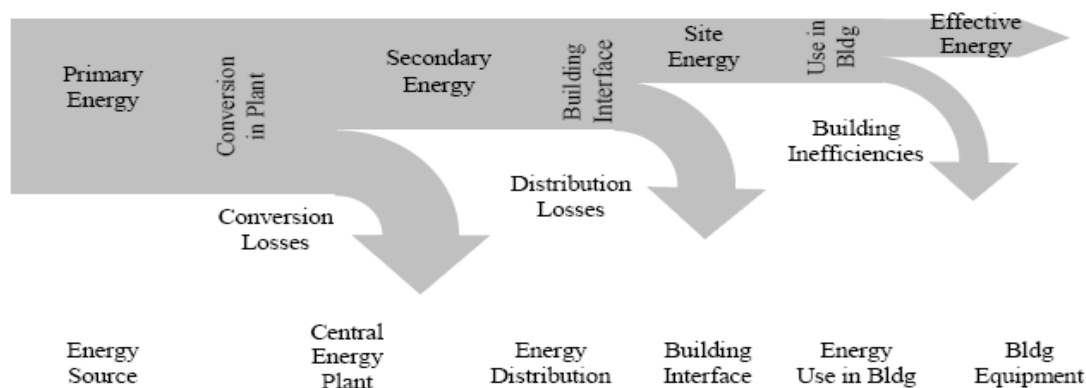 Primary
Energy
Conversion
in Plant
Secondary
Energy
Building
Interface
Site
Energy
Use in
Bldg
Effective
Energy
Conversion
Losses
Distribution
Losses
Building
Inefficiencies
Energy
Source
Central
Energy
Plant
Energy
Distribution
Building
Interface
Energy
Use in Bldg
Bldg
Equipment